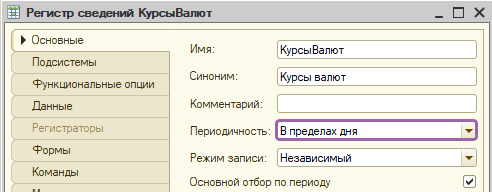 Регистр сведений КурсыВалют
Основные
Подсистемы
Функциональные опции
Данные
Регистраторы
Формы
Команды
Имя: КурсыВалют
Синоним: Курсы валют
Комментарий:
Периодичность: В пределах дня
Режим записи: Независимый
Основной отбор по периоду